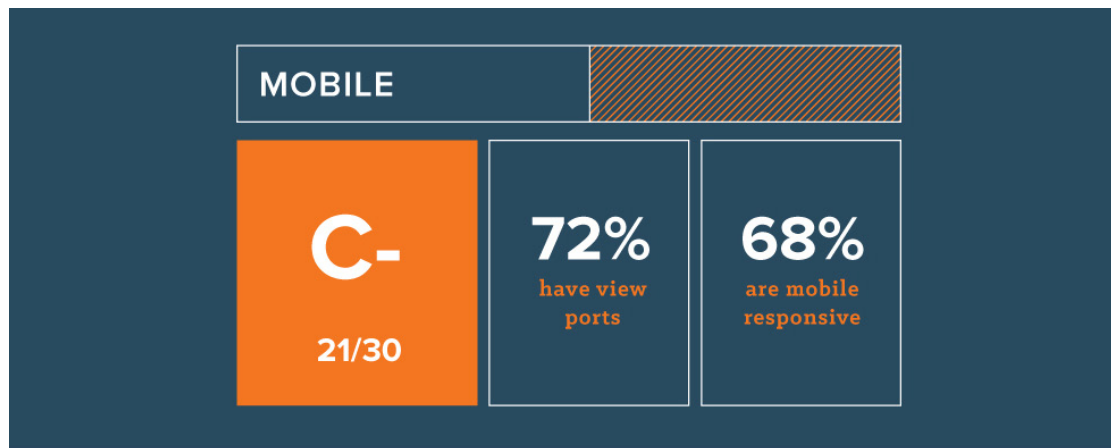 MOBILE
C-
21/30
72%
have view
ports
68%
are mobile
responsive